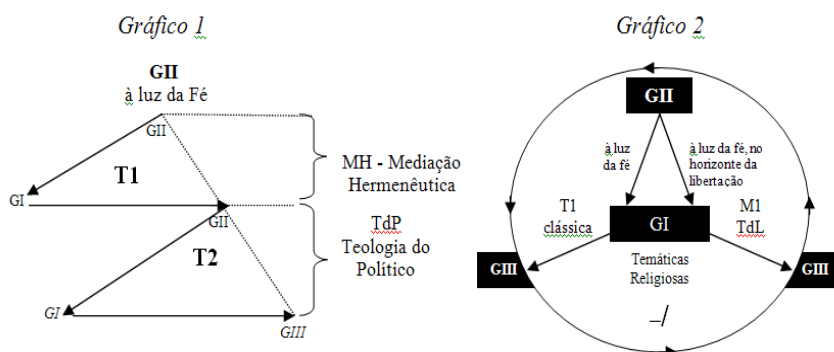 Gráfico 1
GII
à luz da Fé
GII
GI
T1
GII
MH - Mediação
Hermenêutica
T2
TdP
Teologia do
Político
GI
GIII
Gráfico 2
GII
à luz
da fé
à luz da fé, no
horizonte da
libertação
T1
clássica
GI
M1
TdL
GIII
GIII
Temáticas
Religiosas
–/